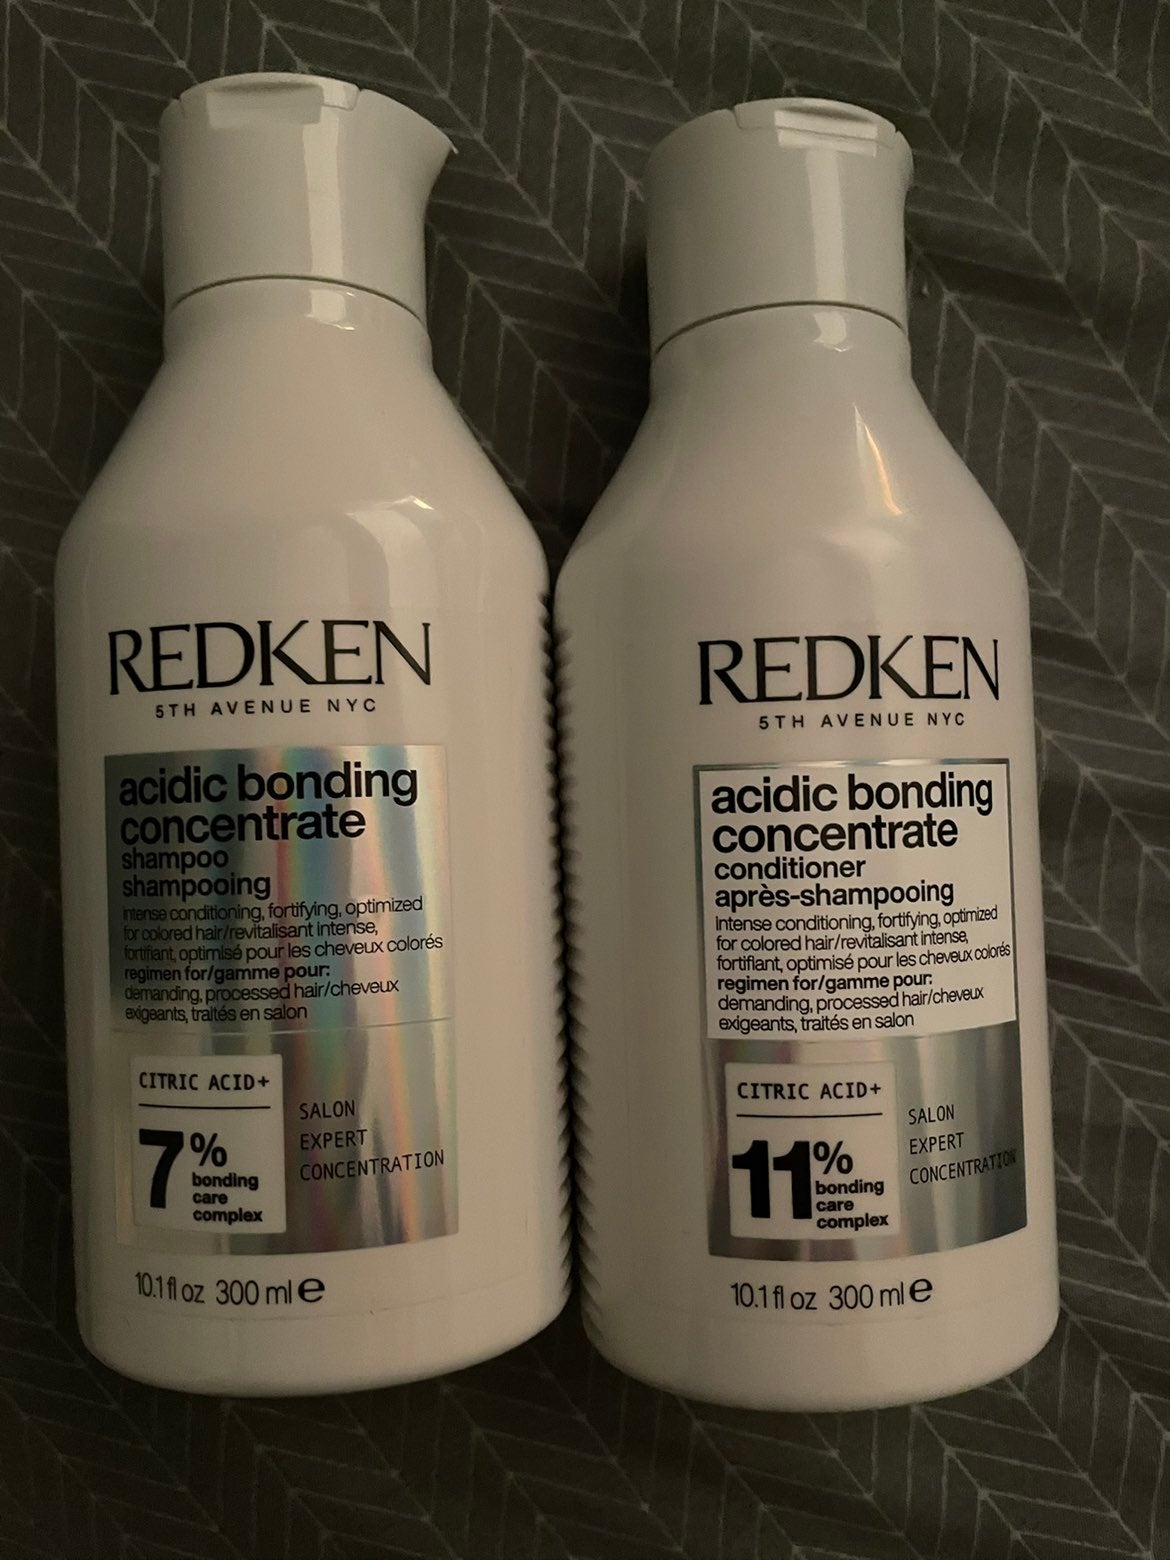 REDKEN
5TH AVENUE NYC
acidic bonding
concentrate
shampoo
shampooing
intense conditioning, fortifying, optimized
for colored hair/revitalisant intense,
fortifiant, optimisé pour les cheveux colorés
regimen for/gamme pour:
demanding, processed hair/cheveux
exigeants, traités en salon
CITRIC ACID+
7%
bonding
care
complex
SALON
EXPERT
CONCENTRATION
10.1 fl oz 300 ml e
REDKEN
5TH AVENUE NYC
acidic bonding
concentrate
conditioner
après-shampooing
Intense conditioning, fortifying, optimized
for colored hair/revitalisant intense,
fortifiant, optimisé pour les cheveux colorés
regimen for/gamme pour:
demanding, processed hair/cheveux
exigeants, traités en salon
CITRIC ACID+
11%
bonding
care
complex
SALON
EXPERT
CONCENTRATION
10.1 fl oz 300 ml e